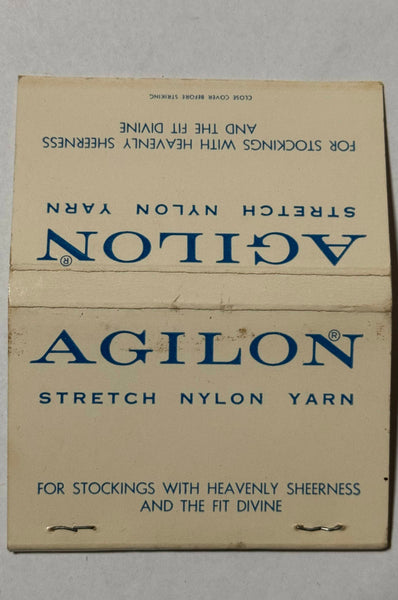 CLOSE COVER BEFORE STRIKING
FOR STOCKINGS WITH HEAVENLY SHEERNESS
AND THE FIT DIVINE
STRETCH NYLON YARN
AGILON®
AGILON®
STRETCH NYLON YARN
FOR STOCKINGS WITH HEAVENLY SHEERNESS
AND THE FIT DIVINE